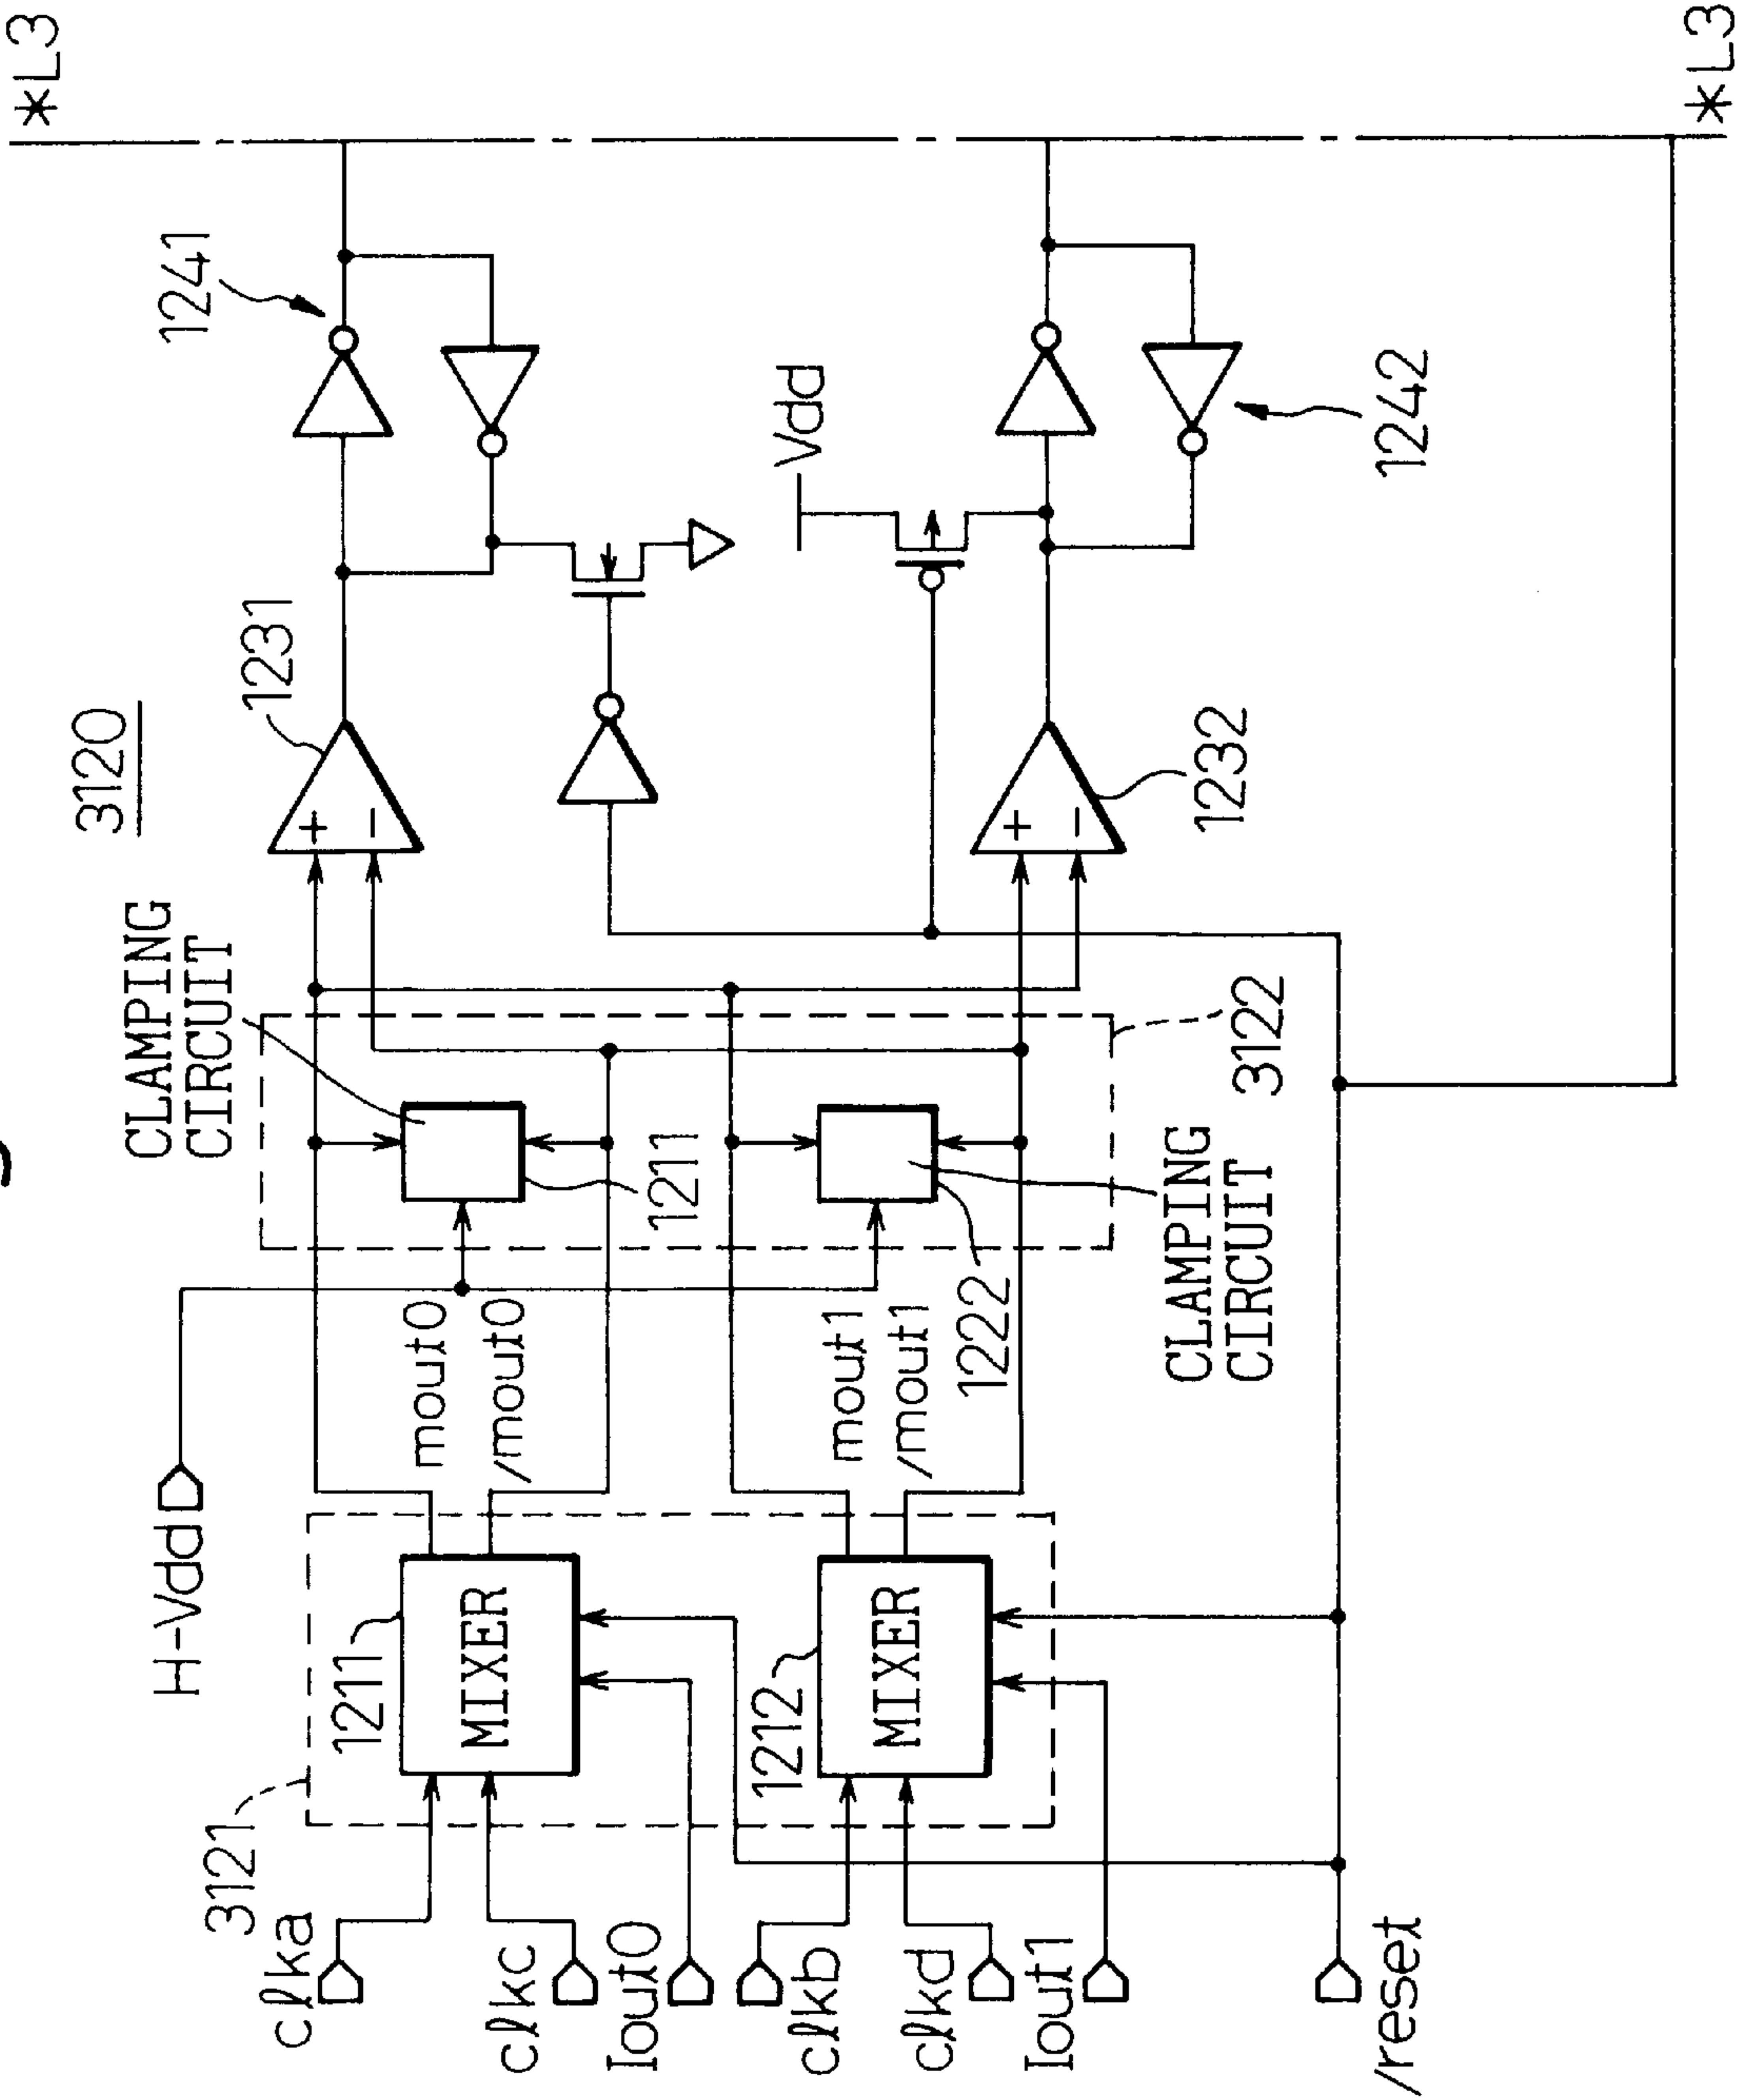 3120
*L3
1241
1231
CLAMPING
CIRCUIT
H-Vdd
mout0
/mout0
1211
1211
MIXER
3121
clka
clkc
Iout0
Vdd
1242
1232
3122
mout1
/mout1
1222
CLAMPING
CIRCUIT
1212
MIXER
clkb
clkd
Iout1
/reset
*L3
+
−
+
−